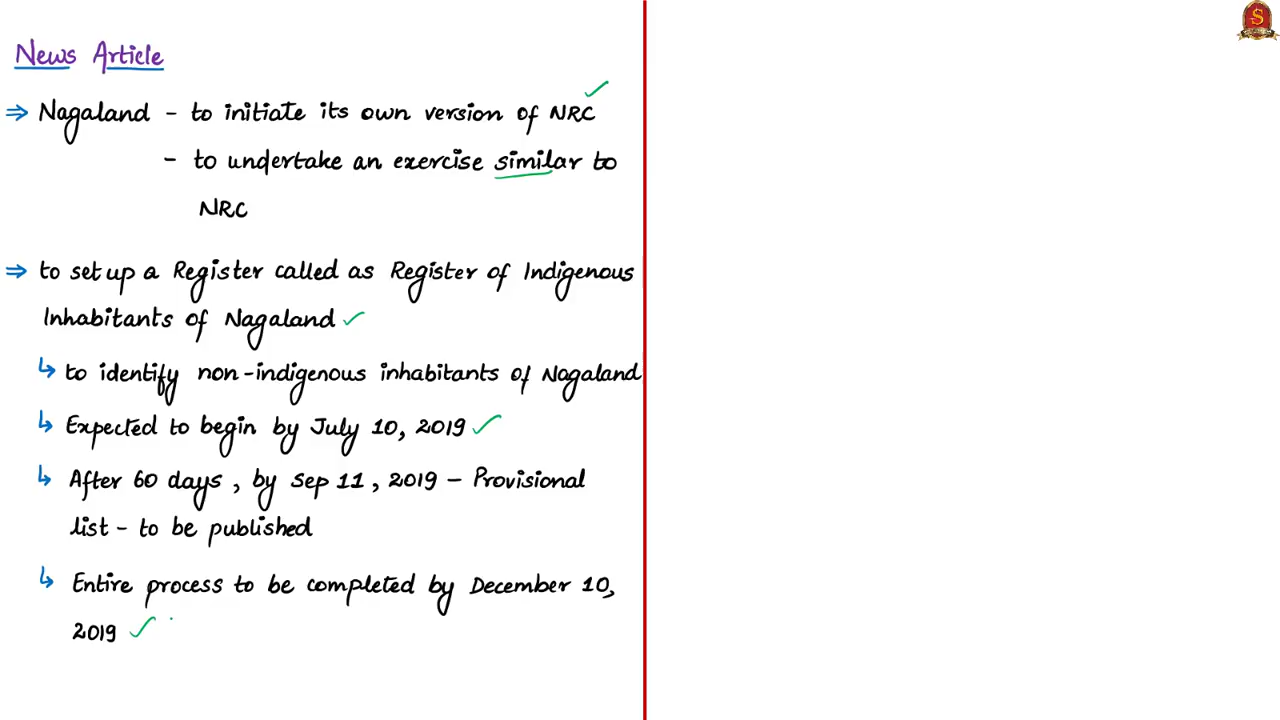 News Article
⇒ Nagaland - to initiate its own version of NRC ✓
- to undertake an exercise similar to
NRC
⇒ to set up a Register called as Register of Indigenous
Inhabitants of Nagaland ✓
↳ to identify non-indigenous inhabitants of Nagaland
↳ Expected to begin by July 10, 2019 ✓
↳ After 60 days, by Sep 11, 2019 - Provisional
list - to be published
↳ Entire process to be completed by December 10,
2019 ✓
S